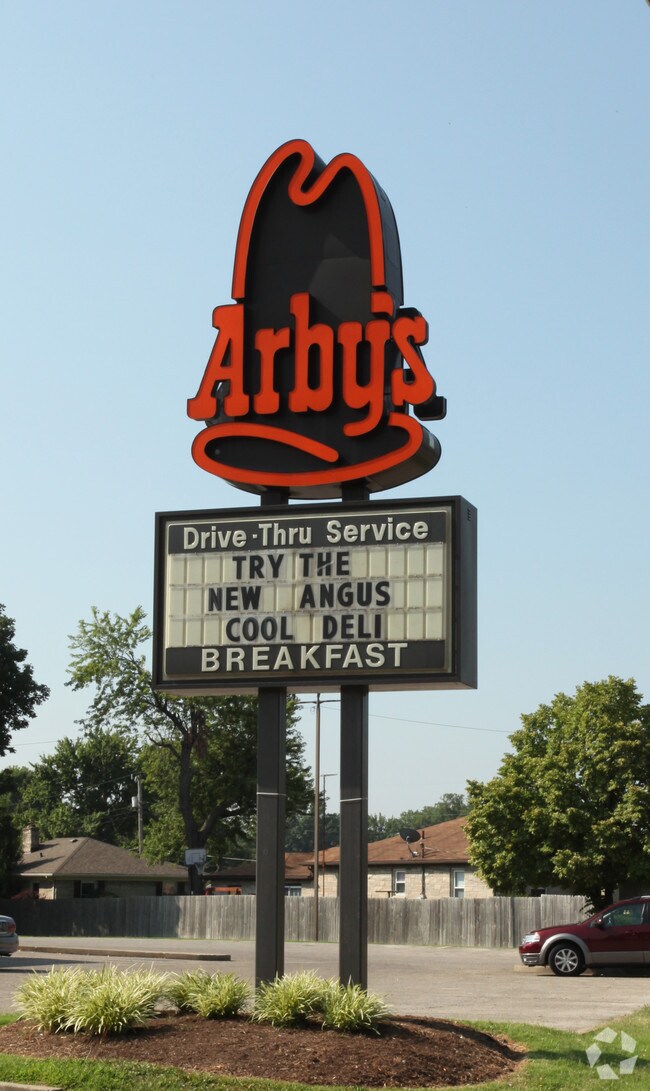 Arby's
Drive-Thru Service
TRY THE
NEW ANGUS
COOL DELI
BREAKFAST